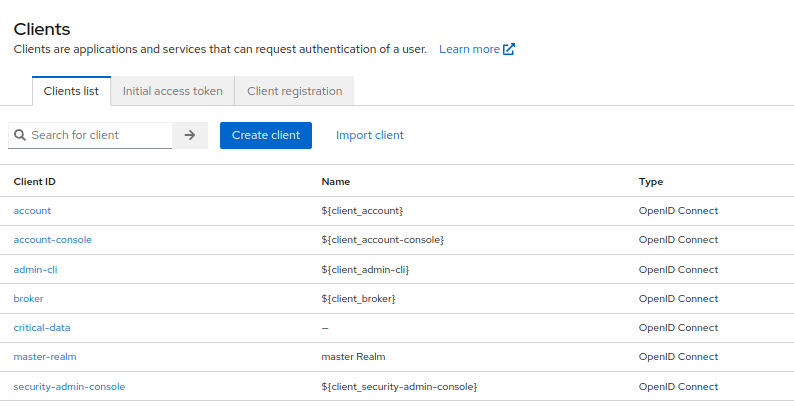 Clients
Clients are applications and services that can request authentication of a user. Learn more
Clients list Initial access token Client registration
Search for client Create client Import client
Client ID Name Type
account ${client_account} OpenID Connect
account-console ${client_account-console} OpenID Connect
admin-cli ${client_admin-cli} OpenID Connect
broker ${client_broker} OpenID Connect
critical-data – OpenID Connect
master-realm master Realm OpenID Connect
security-admin-console ${client_security-admin-console} OpenID Connect